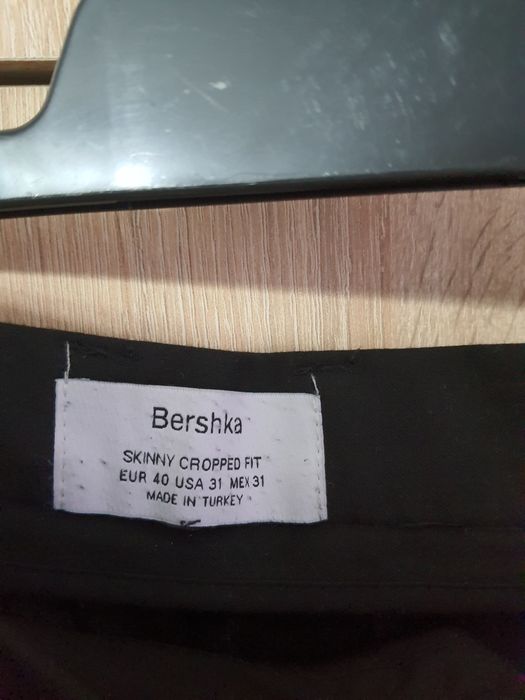 Bershka
SKINNY CROPPED FIT
EUR 40 USA 31 MEX 31
MADE IN TURKEY